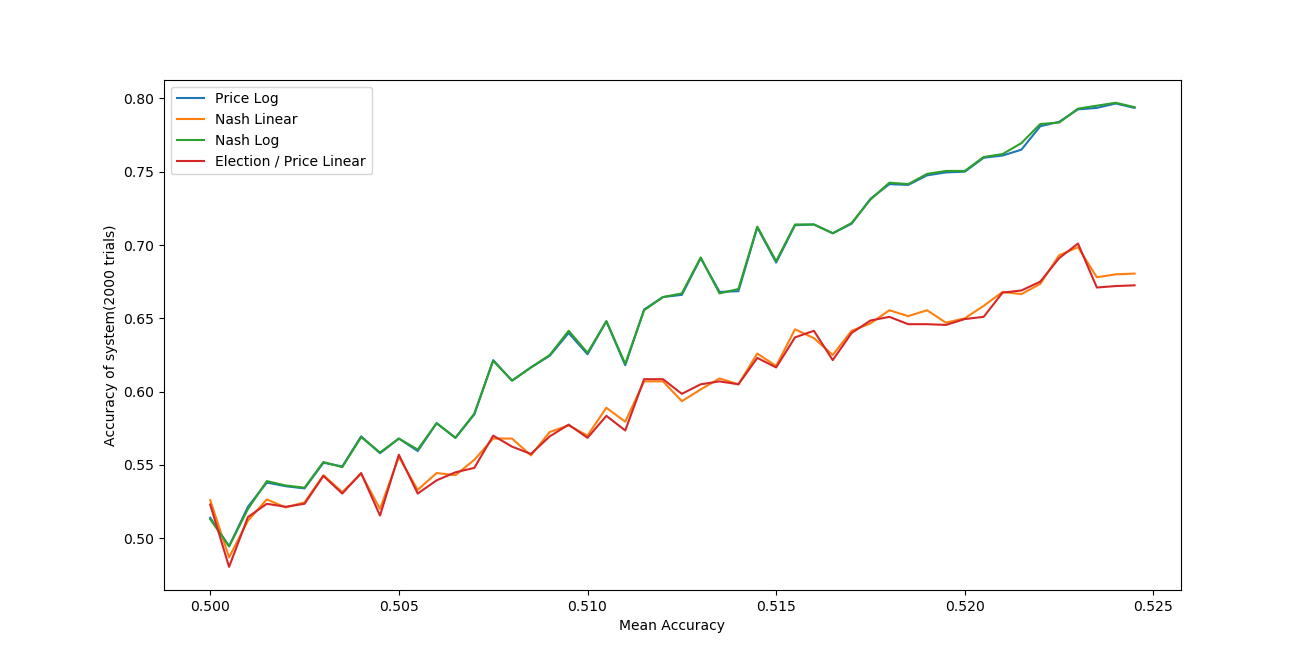 Price Log
Nash Linear
Nash Log
Election / Price Linear
0.80
0.75
0.70
0.65
0.60
0.55
0.50
Accuracy of system(2000 trials)
0.500 0.505 0.510 0.515 0.520 0.525
Mean Accuracy